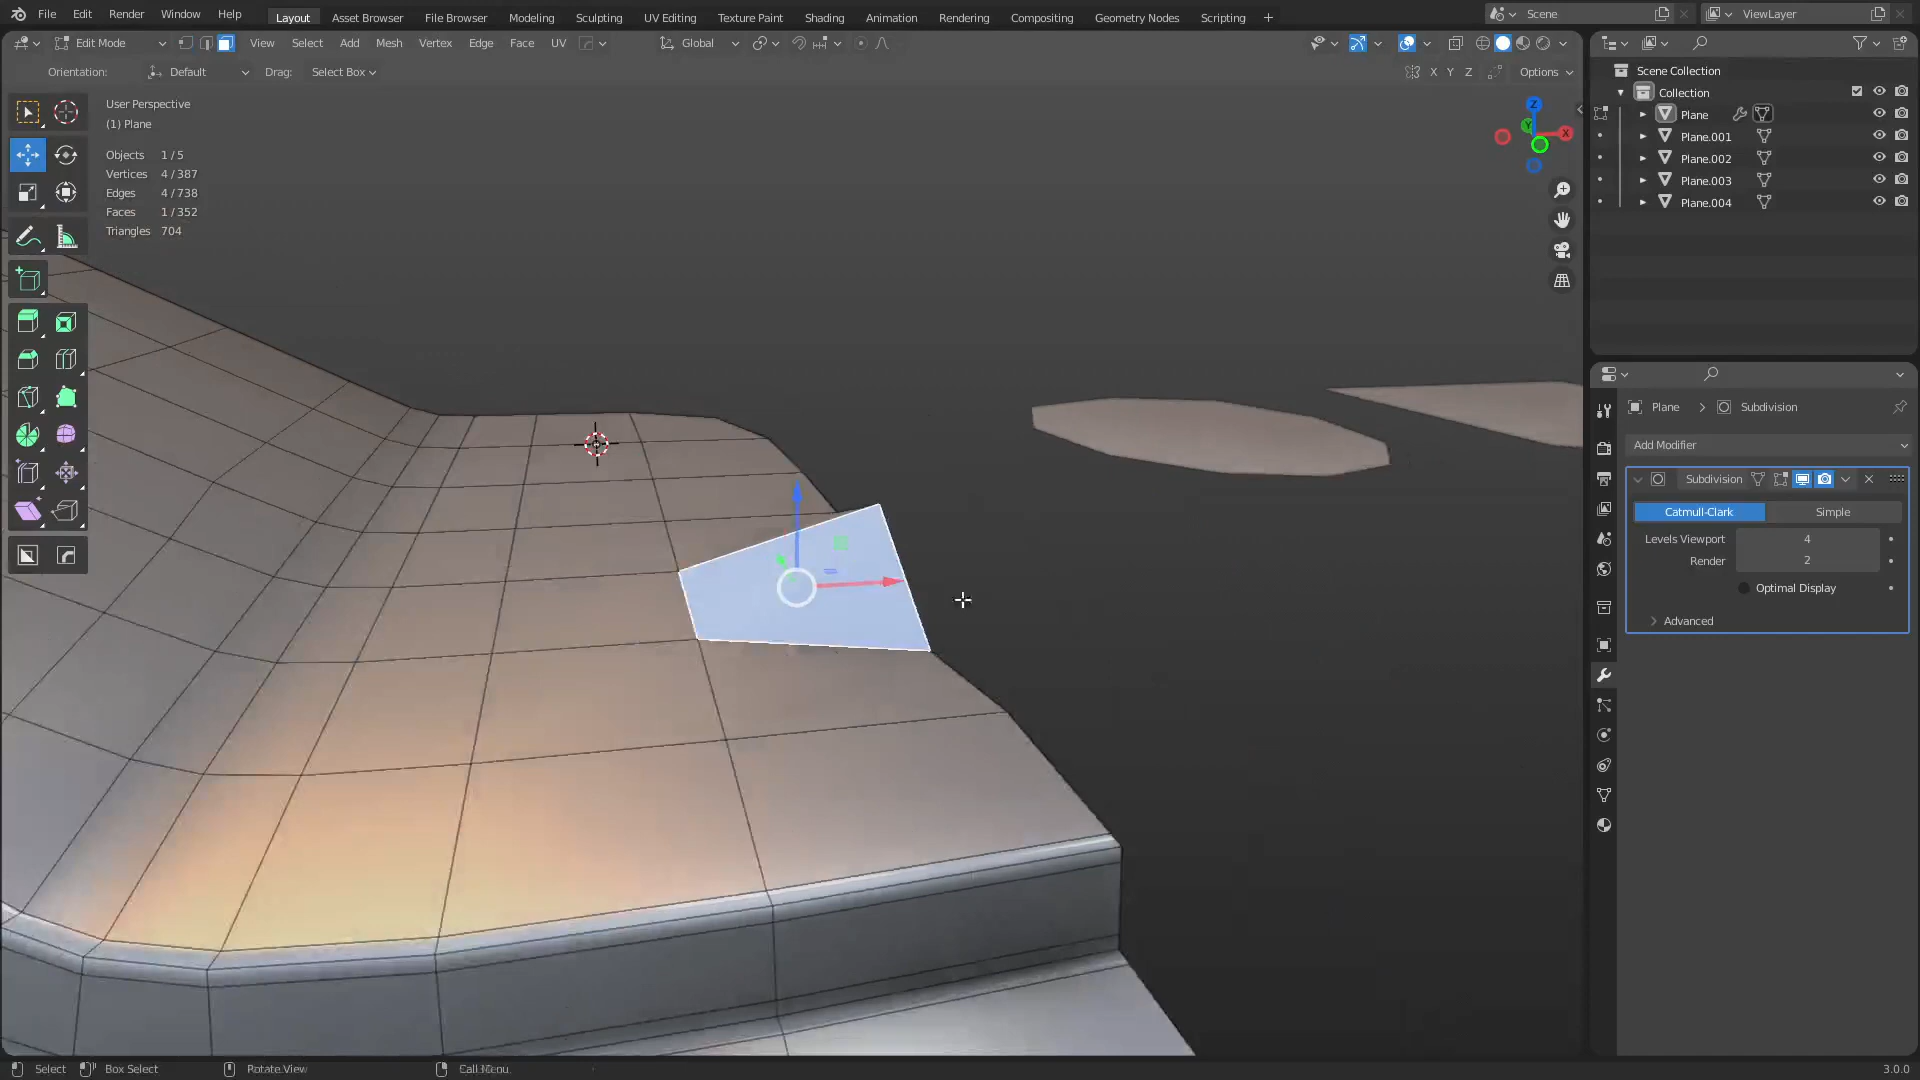 File Edit Render Window Help Layout Asset Browser File Browser Modeling Sculpting UV Editing Texture Paint Shading Animation Rendering Compositing Geometry Nodes Scripting + Scene ViewLayer
Edit Mode View Select Add Mesh Vertex Edge Face UV Global
Orientation: Default Drag: Select Box X Y Z Options
User Perspective
(1) Plane
Objects 1 / 5
Vertices 4 / 387
Edges 4 / 738
Faces 1 / 352
Triangles 704
Z
Y
X
Scene Collection
Collection
Plane
Plane.001
Plane.002
Plane.003
Plane.004
Plane > Subdivision
Add Modifier
Subdivision
Catmull-Clark Simple
Levels Viewport 4
Render 2
Optimal Display
Advanced
Select Box Select Rotate View Call Menu 3.0.0